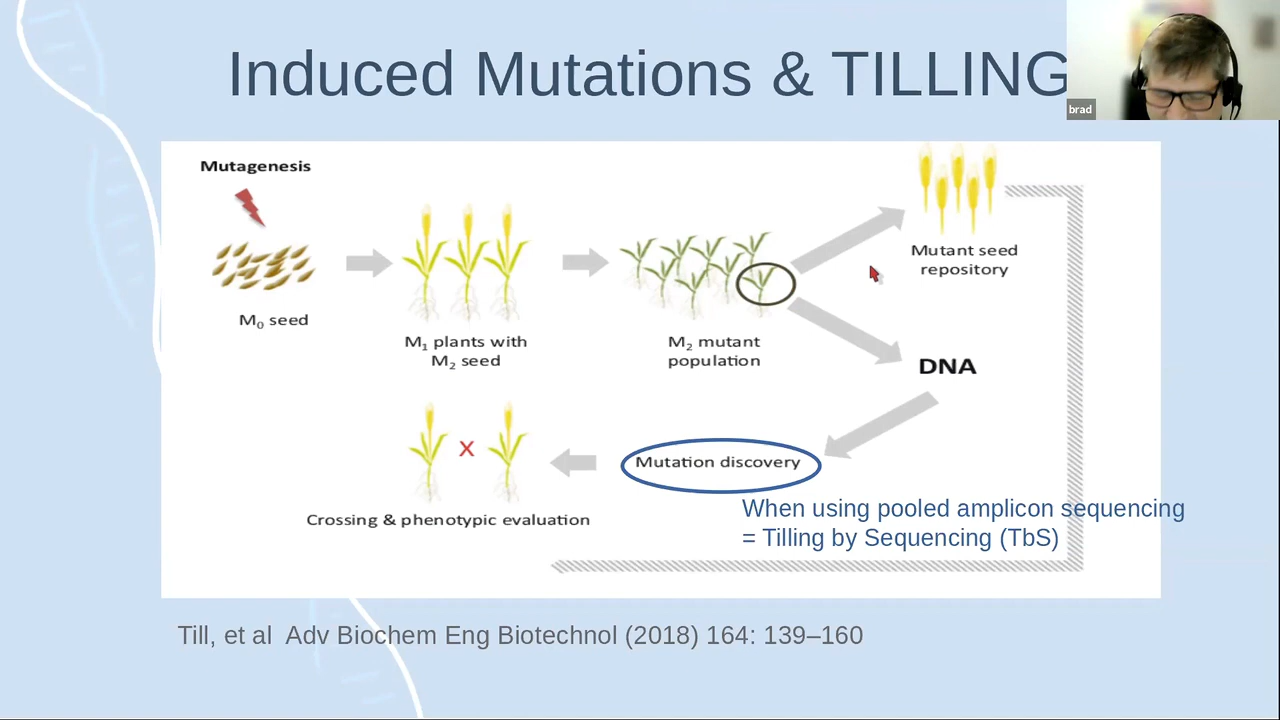 Induced Mutations & TILLING
brad
Mutagenesis
M₀ seed
M₁ plants with
M₂ seed
M₂ mutant
population
Mutant seed
repository
DNA
Mutation discovery
X
Crossing & phenotypic evaluation
When using pooled amplicon sequencing
= Tilling by Sequencing (TbS)
Till, et al  Adv Biochem Eng Biotechnol (2018) 164: 139–160